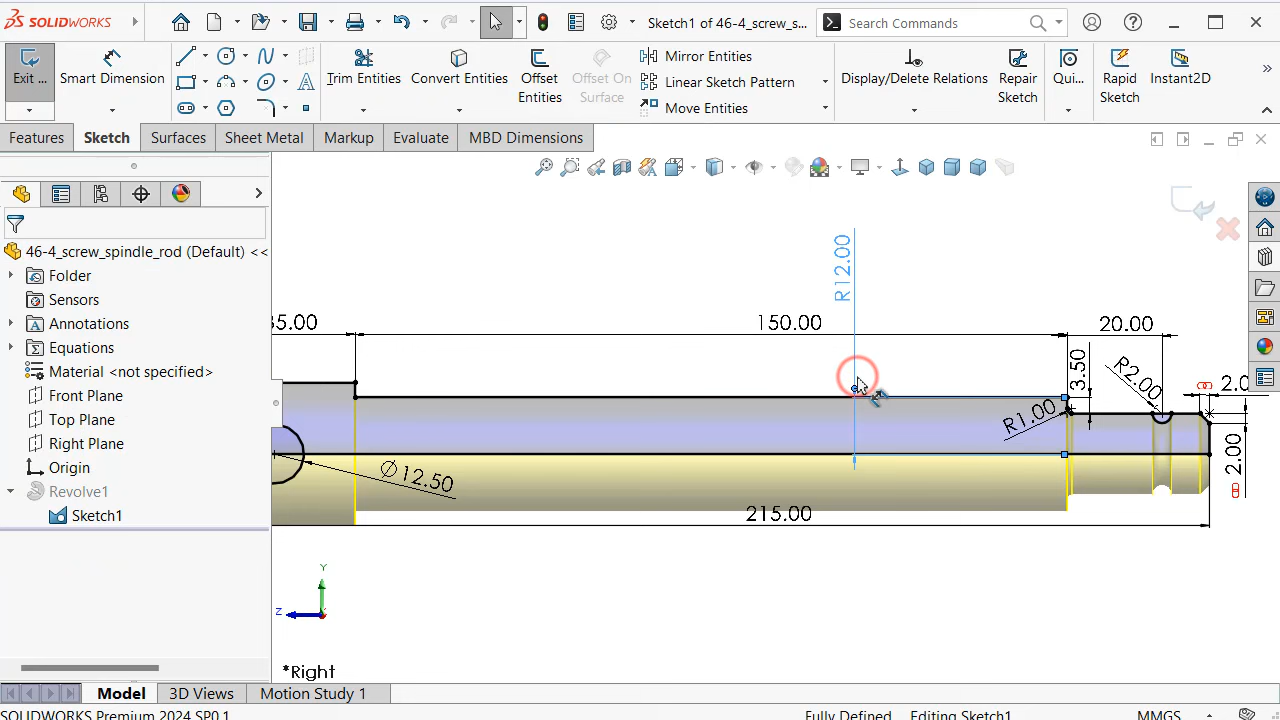 SOLIDWORKS
Sketch1 of 46-4_screw_s...
Search Commands
Exit ...
Smart Dimension
Trim Entities
Convert Entities
Offset Entities
Offset On Surface
Mirror Entities
Linear Sketch Pattern
Move Entities
Display/Delete Relations
Repair Sketch
Qui...
Rapid Sketch
Instant2D
Features
Sketch
Surfaces
Sheet Metal
Markup
Evaluate
MBD Dimensions
46-4_screw_spindle_rod (Default) <<
Folder
Sensors
Annotations
Equations
Material <not specified>
Front Plane
Top Plane
Right Plane
Origin
Revolve1
Sketch1
R12.00
35.00
150.00
20.00
3.50
R2.00
2.0
R1.00
2.00
Ø12.50
215.00
Y
Z
*Right
Model
3D Views
Motion Study 1
SOLIDWORKS Premium 2024 SP0.1
Fully Defined
Editing Sketch1
MMGS